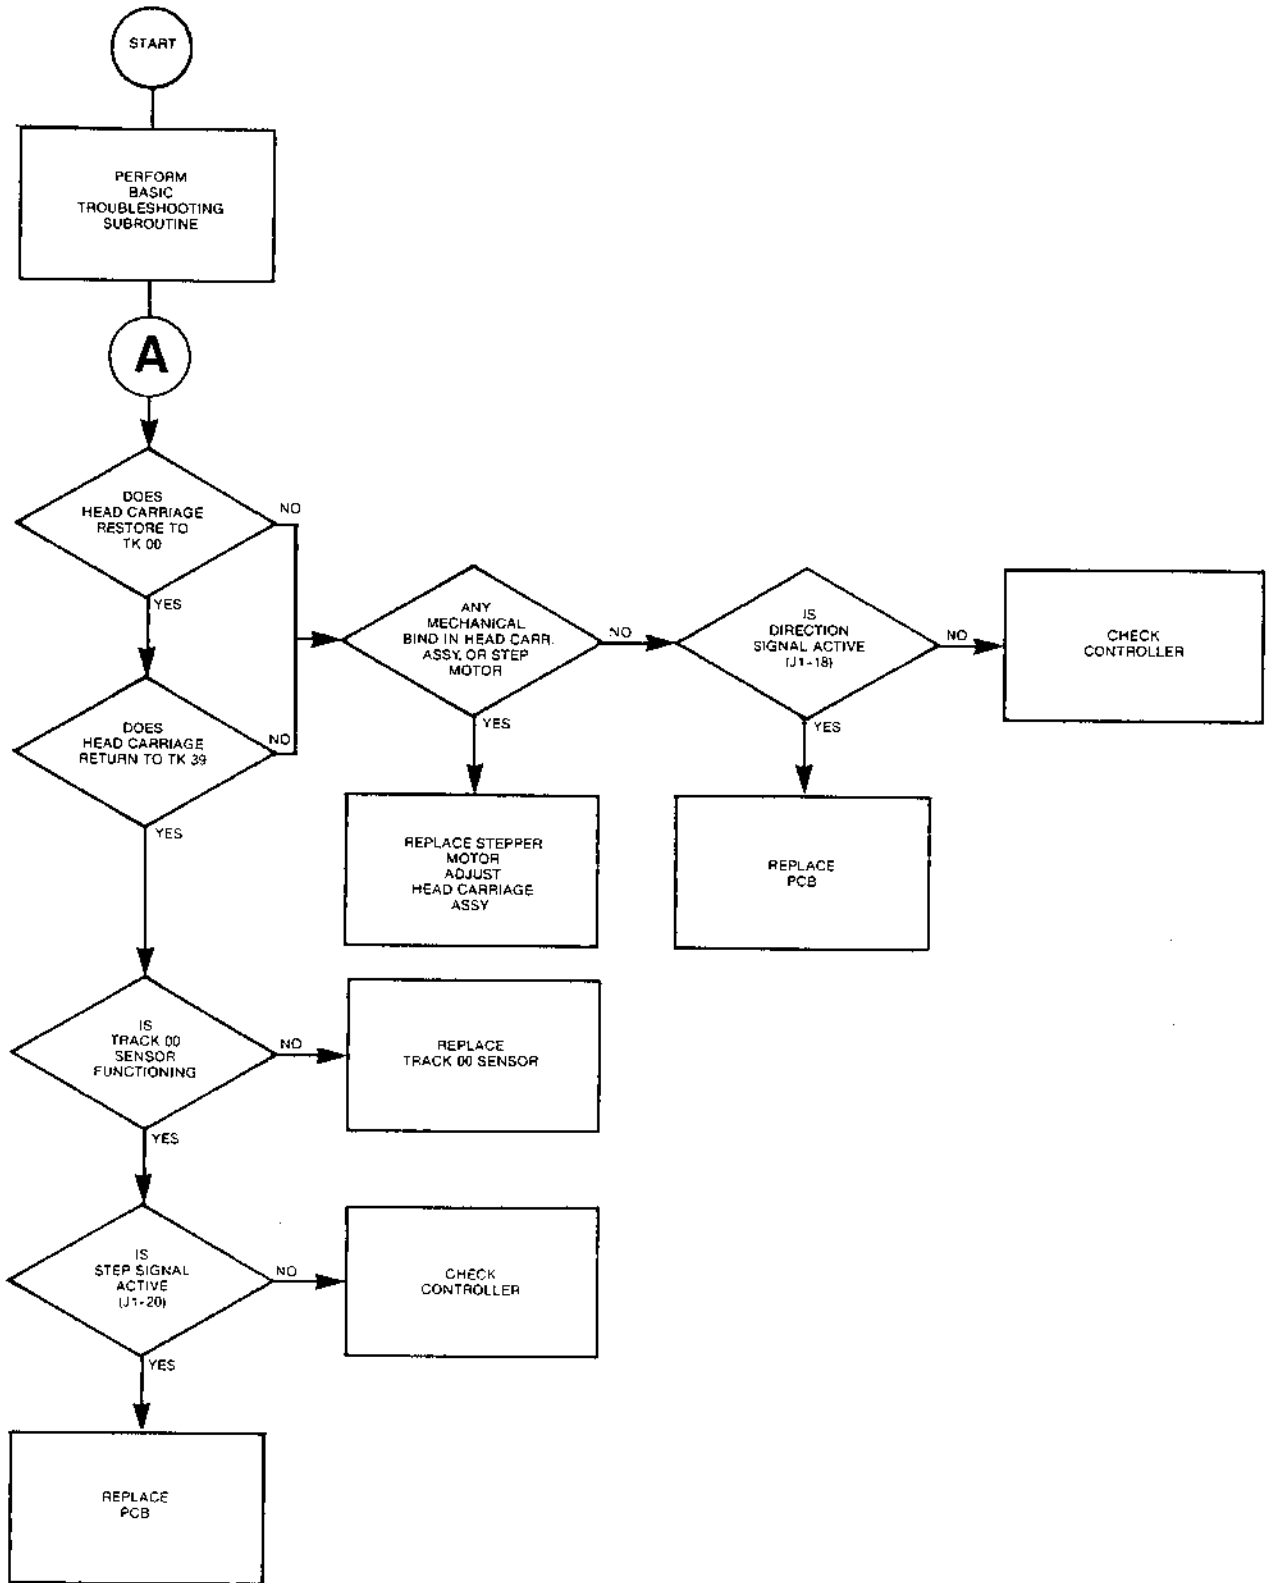 START
PERFORM
BASIC
TROUBLESHOOTING
SUBROUTINE
A
DOES
HEAD CARRIAGE
RESTORE TO
TK 00
NO
YES
ANY
MECHANICAL
BIND IN HEAD CARR.
ASSY, OR STEP
MOTOR
NO
YES
IS
DIRECTION
SIGNAL ACTIVE
(J1-18)
NO
YES
CHECK
CONTROLLER
DOES
HEAD CARRIAGE
RETURN TO TK 39
NO
YES
REPLACE STEPPER
MOTOR
ADJUST
HEAD CARRIAGE
ASSY
REPLACE
PCB
IS
TRACK 00
SENSOR
FUNCTIONING
NO
YES
REPLACE
TRACK 00 SENSOR
IS
STEP SIGNAL
ACTIVE
(J1-20)
NO
YES
CHECK
CONTROLLER
REPLACE
PCB